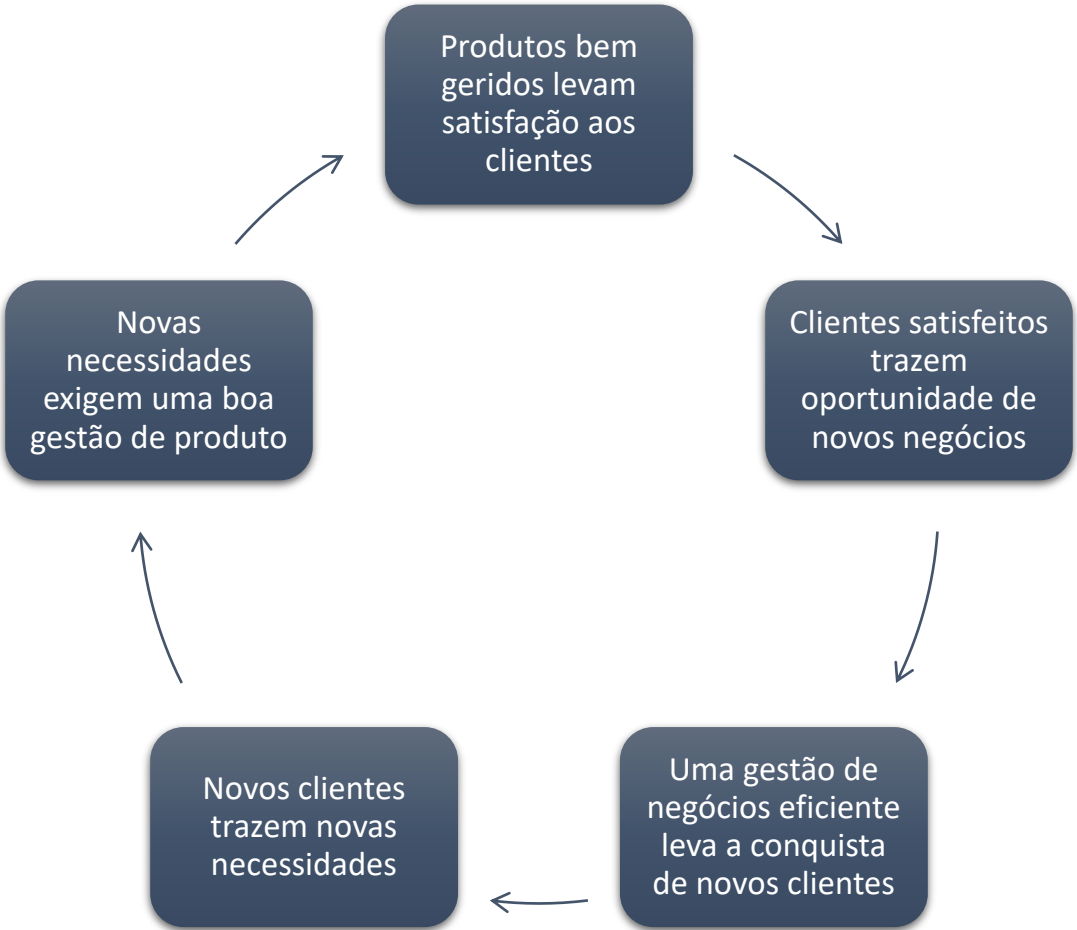 Produtos bem
geridos levam
satisfação aos
clientes
Clientes satisfeitos
trazem
oportunidade de
novos negócios
Uma gestão de
negócios eficiente
leva a conquista
de novos clientes
Novos clientes
trazem novas
necessidades
Novas
necessidades
exigem uma boa
gestão de produto